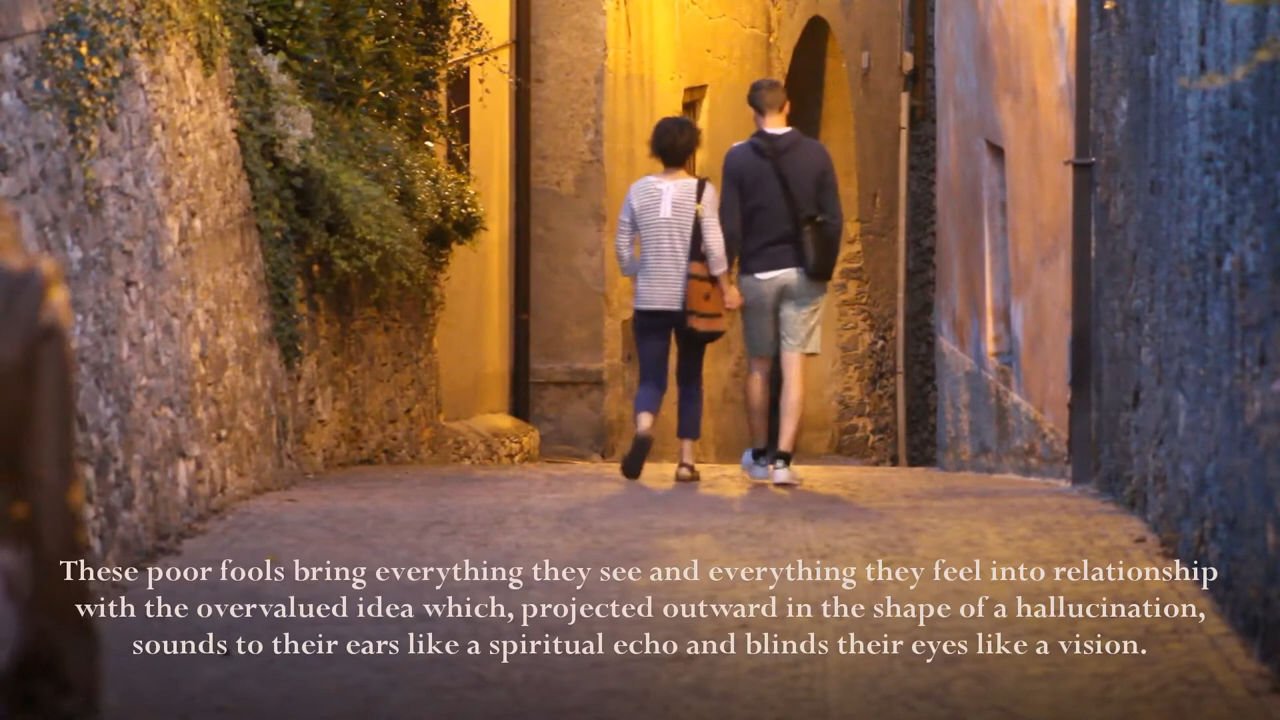 These poor fools bring everything they see and everything they feel into relationship
with the overvalued idea which, projected outward in the shape of a hallucination,
sounds to their ears like a spiritual echo and blinds their eyes like a vision.